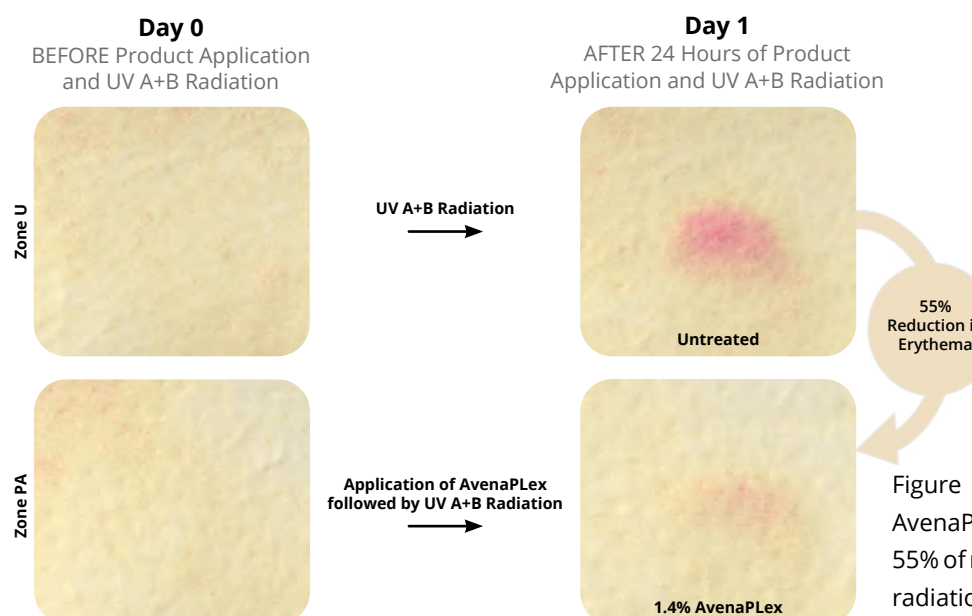 Day 0
BEFORE Product Application
and UV A+B Radiation
Day 1
AFTER 24 Hours of Product
Application and UV A+B Radiation
Zone U
UV A+B Radiation
Untreated
55%
Reduction
Erythema
Zone PA
Application of AvenaPLex
followed by UV A+B Radiation
1.4% AvenaPLex
Figure
55% of